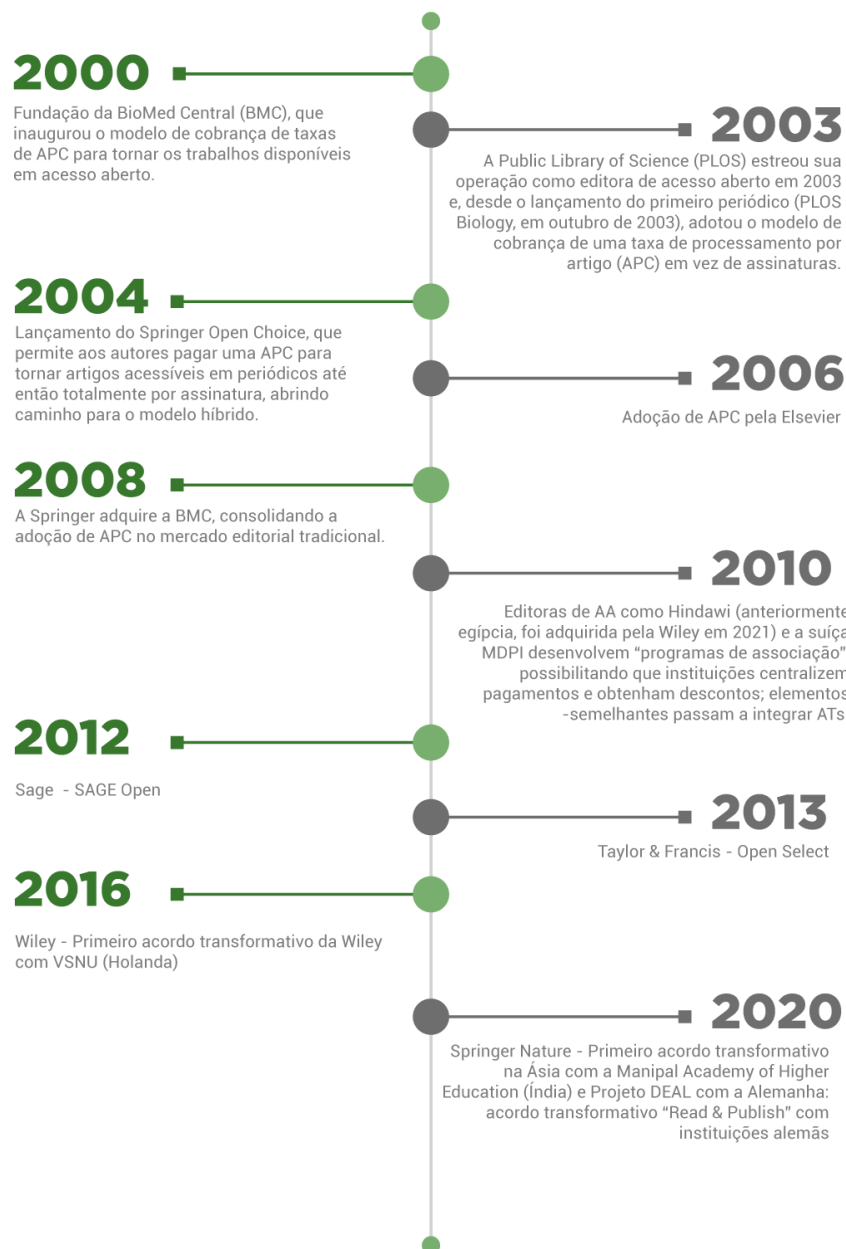 2000
Fundação da BioMed Central (BMC), que
inaugurou o modelo de cobrança de taxas
de APC para tornar os trabalhos disponíveis
em acesso aberto.
2003
A Public Library of Science (PLOS) estreou sua
operação como editora de acesso aberto em 2003
e, desde o lançamento do primeiro periódico (PLOS
Biology, em outubro de 2003), adotou o modelo de
cobrança de uma taxa de processamento por
artigo (APC) em vez de assinaturas.
2004
Lançamento do Springer Open Choice, que
permite aos autores pagar uma APC para
tornar artigos acessíveis em periódicos até
então totalmente por assinatura, abrindo
caminho para o modelo híbrido.
2006
Adoção de APC pela Elsevier
2008
A Springer adquire a BMC, consolidando a
adoção de APC no mercado editorial tradicional.
2010
Editoras de AA como Hindawi (anteriormente
egípcia, foi adquirida pela Wiley em 2021) e a suíça
MDPI desenvolvem “programas de associação”
possibilitando que instituições centralizem
pagamentos e obtenham descontos; elementos
-semelhantes passam a integrar ATs
2012
Sage - SAGE Open
2013
Taylor & Francis - Open Select
2016
Wiley - Primeiro acordo transformativo da Wiley
com VSNU (Holanda)
2020
Springer Nature - Primeiro acordo transformativo
na Ásia com a Manipal Academy of Higher
Education (Índia) e Projeto DEAL com a Alemanha:
acordo transformativo “Read & Publish” com
instituições alemãs